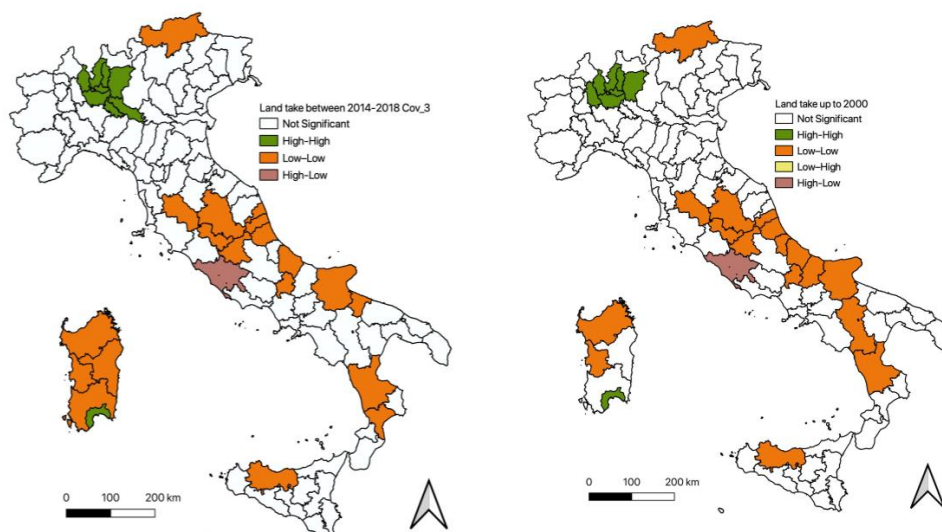 Land take between 2014-2018 Cov_3
Not Significant
High-High
Low-Low
High-Low
0 100 200 km
Land take up to 2000
Not Significant
High-High
Low-Low
Low-High
High-Low
0 100 200 km